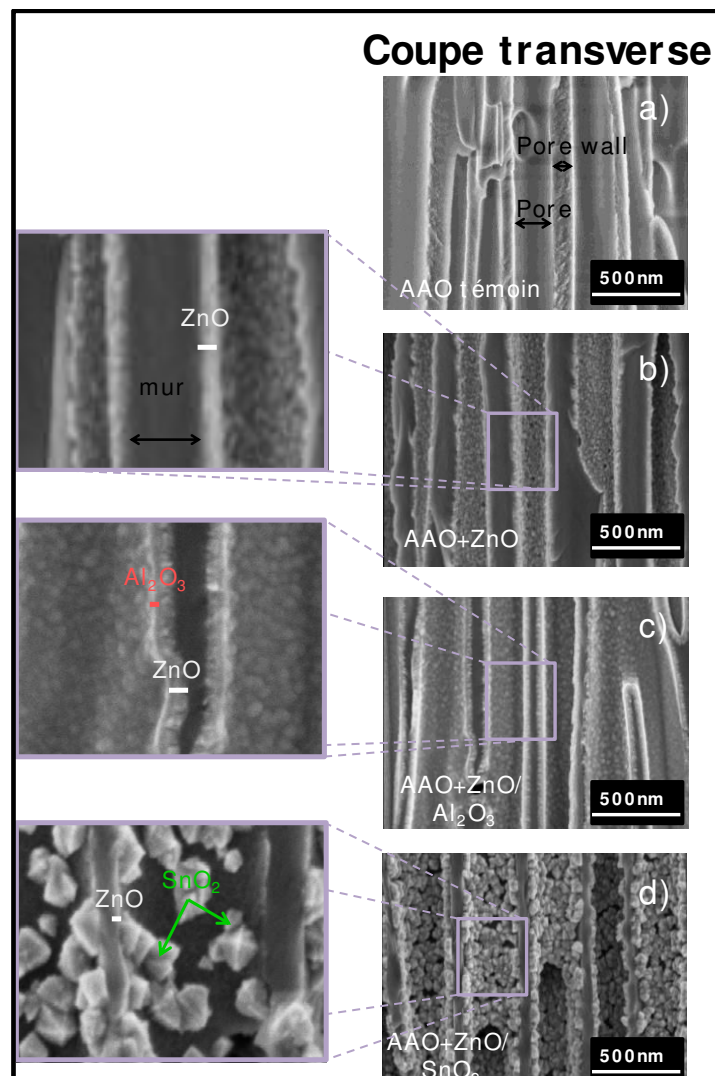 Coupe transverse
a)
Pore wall
Pore
AAO témoin
500nm
ZnO
mur
b)
AAO+ZnO
500nm
Al₂O₃
ZnO
c)
AAO+ZnO/
Al₂O₃
500nm
SnO₂
ZnO
d)
AAO+ZnO/
SnO₂
500nm